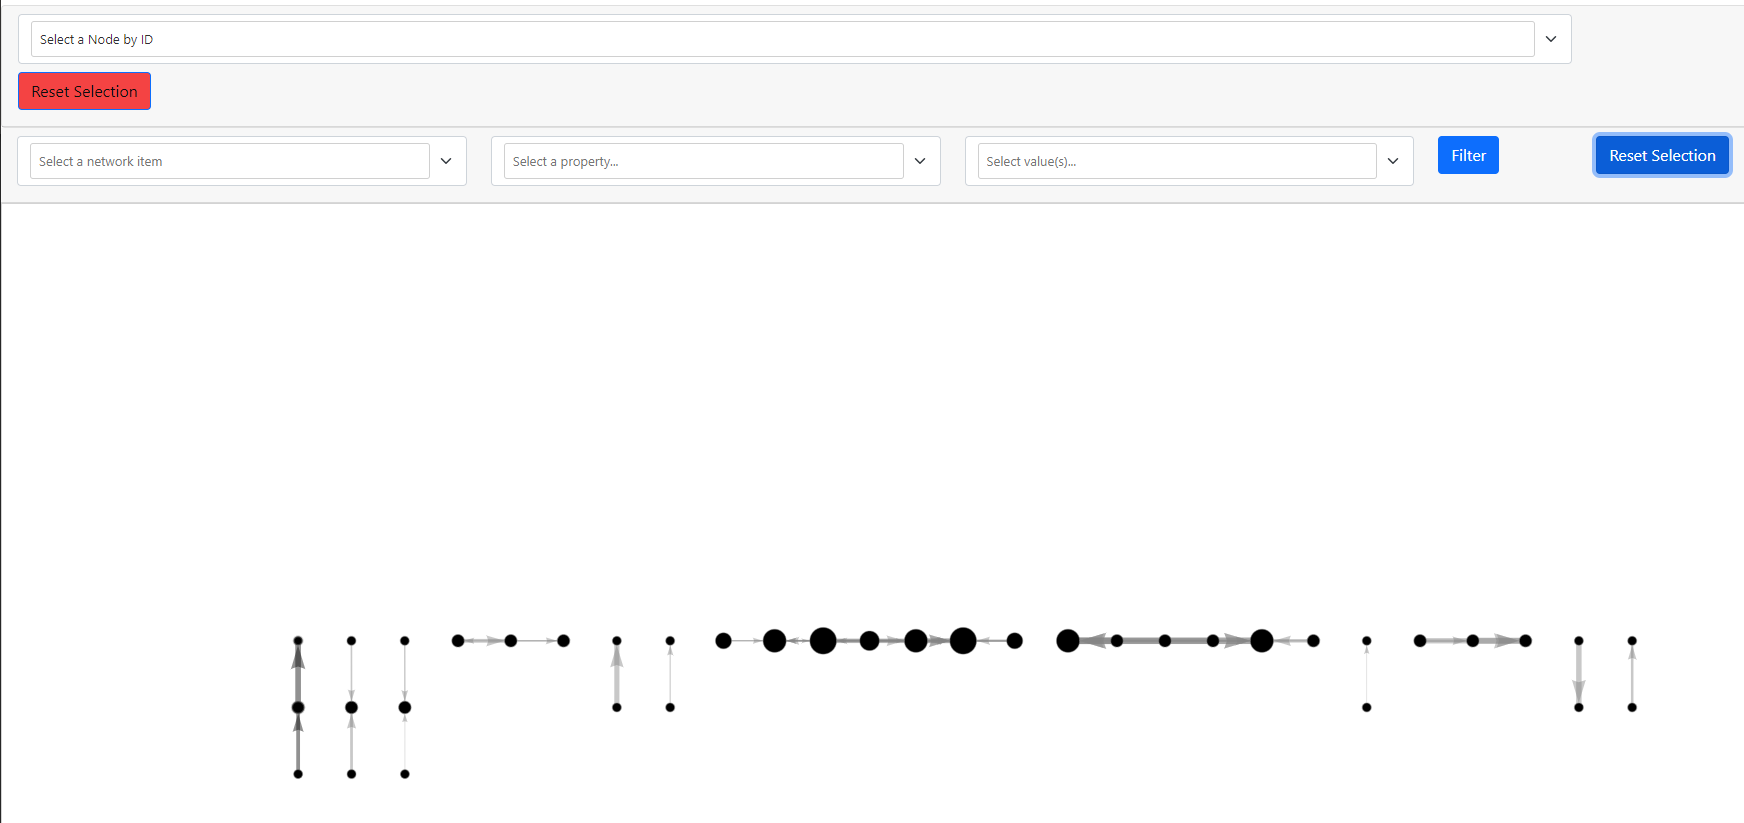 Select a Node by ID
Reset Selection
Select a network item
Select a property...
Select value(s)...
Filter
Reset Selection